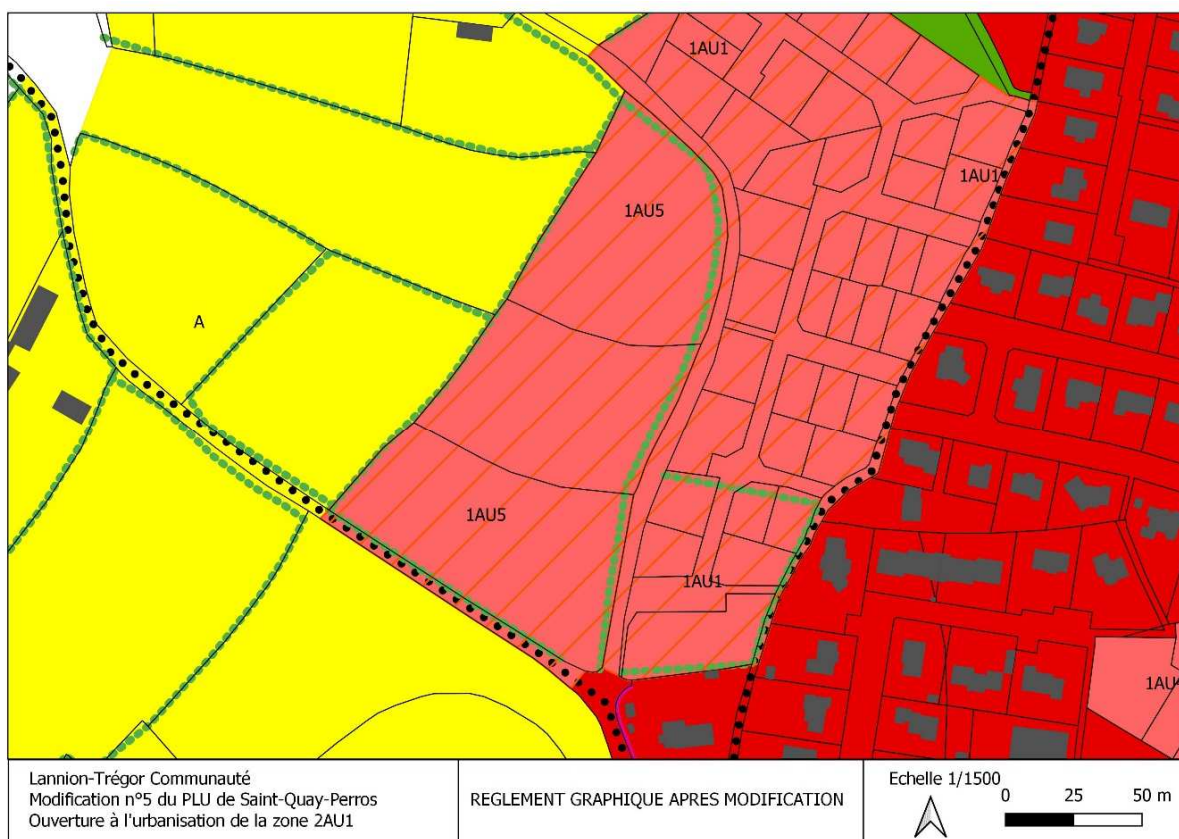 1AU1
1AU1
1AU5
A
1AU5
1AU1
1AU
Lannion-Trégor Communauté
Modification n°5 du PLU de Saint-Quay-Perros
Ouverture à l'urbanisation de la zone 2AU1
REGLEMENT GRAPHIQUE APRES MODIFICATION
Echelle 1/1500
0 25 50 m